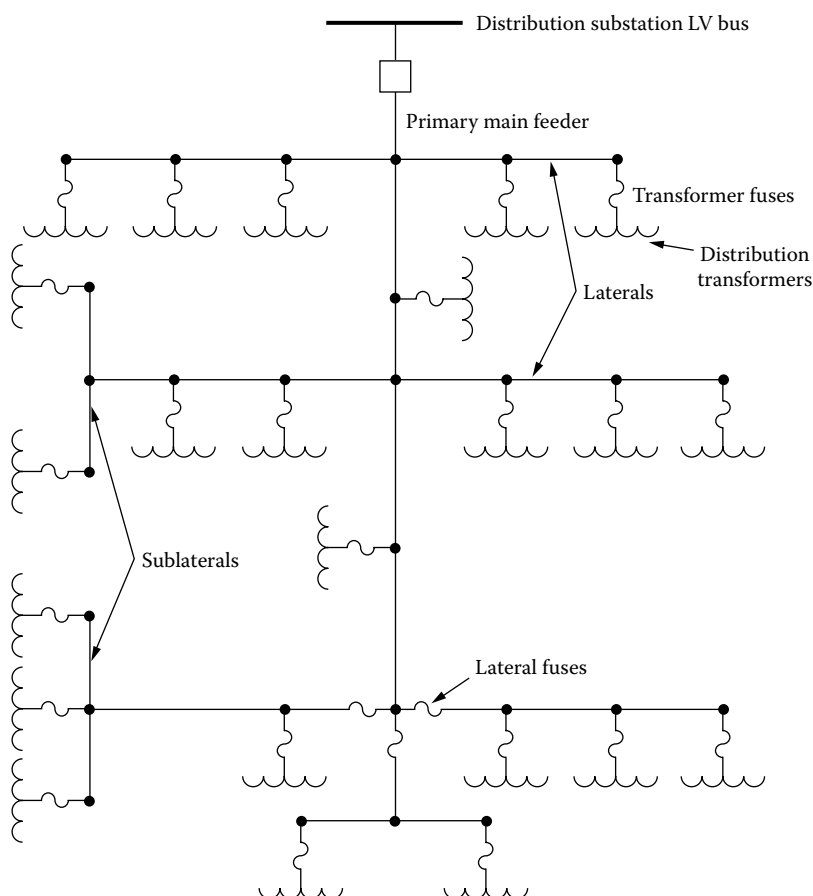 Distribution substation LV bus
Primary main feeder
Transformer fuses
Distribution
transformers
Laterals
Sublaterals
Lateral fuses